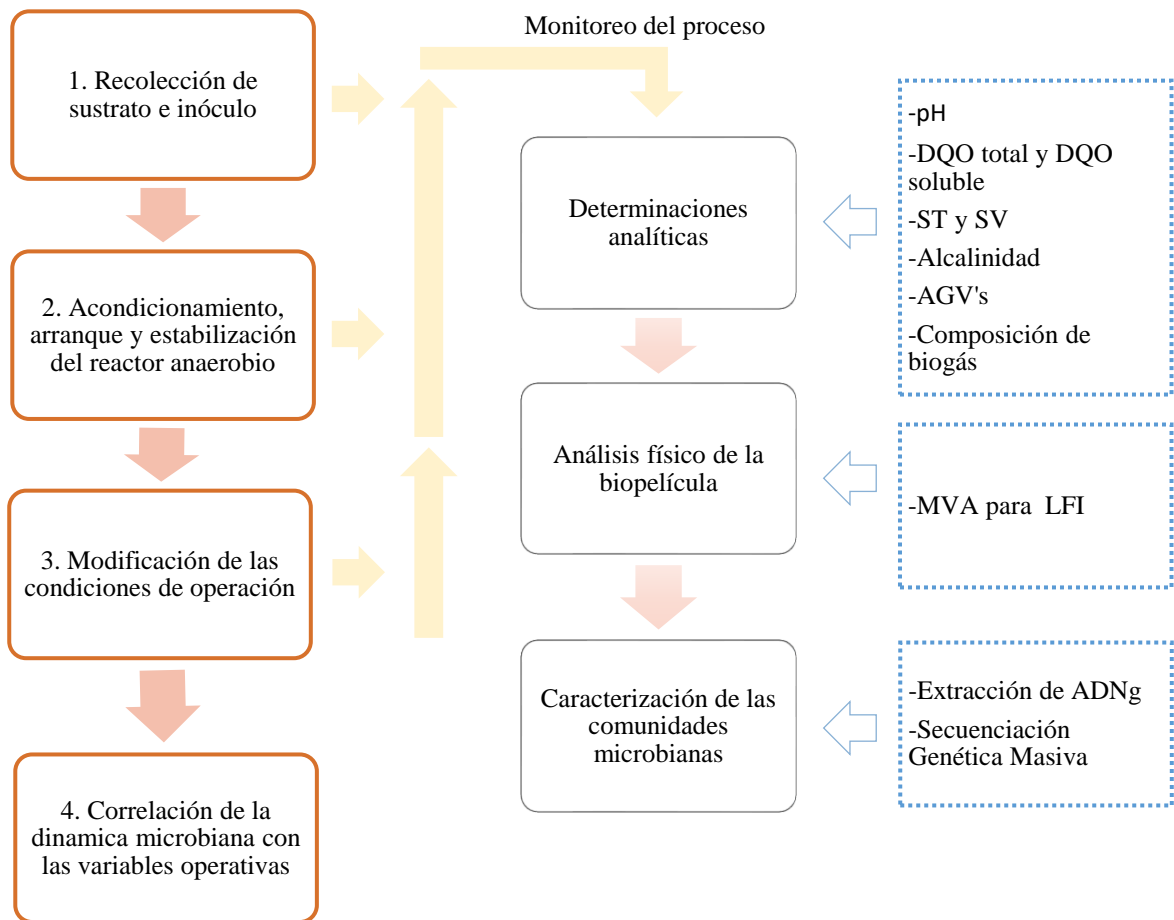 Monitoreo del proceso
1. Recolección de
sustrato e inóculo
2. Acondicionamiento,
arranque y estabilización
del reactor anaerobio
3. Modificación de las
condiciones de operación
4. Correlación de la
dinamica microbiana con
las variables operativas
Determinaciones
analíticas
Análisis físico de la
biopelícula
Caracterización de las
comunidades
microbianas
-pH
-DQO total y DQO
soluble
-ST y SV
-Alcalinidad
-AGV's
-Composición de
biogás
-MVA para LFI
-Extracción de ADNg
-Secuenciación
Genética Masiva